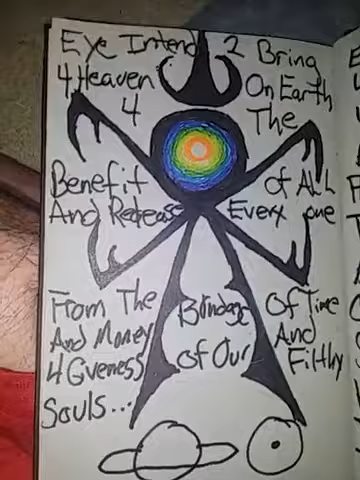 Eye Intend 2 Bring
4 Heaven On Earth
4 The
Benefit of ALL
And Release Every one
From The Bondage Of Time
And Money And
4Giveness of Our Filthy
Souls...